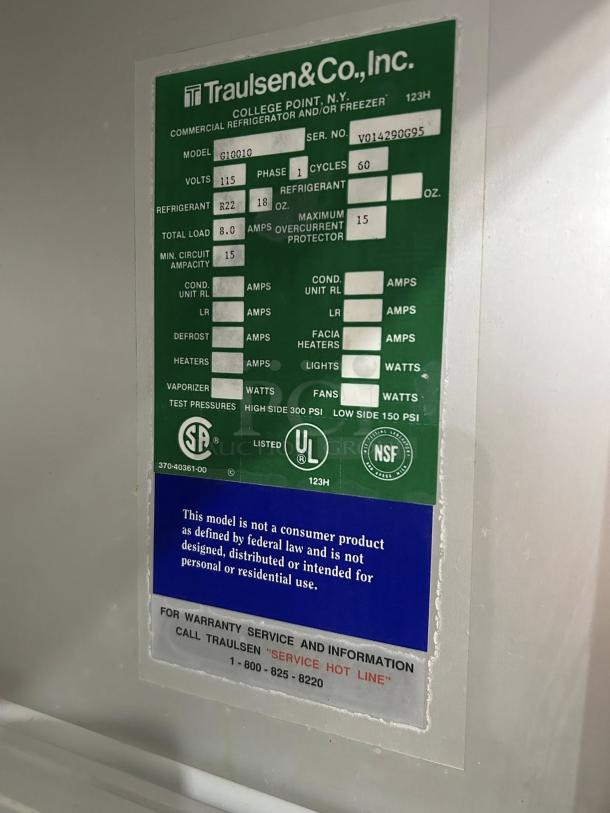 Traulsen&Co.,Inc.
COLLEGE POINT, N.Y.
COMMERCIAL REFRIGERATOR AND/OR FREEZER 123H
MODEL G10010 SER. NO. V014290G95
VOLTS 115 PHASE 1 CYCLES 60
REFRIGERANT R22 18 OZ. REFRIGERANT OZ.
TOTAL LOAD 8.0 AMPS MAXIMUM OVERCURRENT PROTECTOR 15
MIN. CIRCUIT AMPACITY 15
COND. UNIT RL AMPS COND. UNIT RL AMPS
LR AMPS LR AMPS
DEFROST AMPS FACIA HEATERS AMPS
HEATERS AMPS LIGHTS WATTS
VAPORIZER WATTS FANS WATTS
TEST PRESSURES HIGH SIDE 300 PSI LOW SIDE 150 PSI
SA ® LISTED UL ® NSF
370-40361-00 © 123H
PCI
AUCTION GROUP
This model is not a consumer product
as defined by federal law and is not
designed, distributed or intended for
personal or residential use.
FOR WARRANTY SERVICE AND INFORMATION
CALL TRAULSEN "SERVICE HOT LINE"
1-800-825-8220